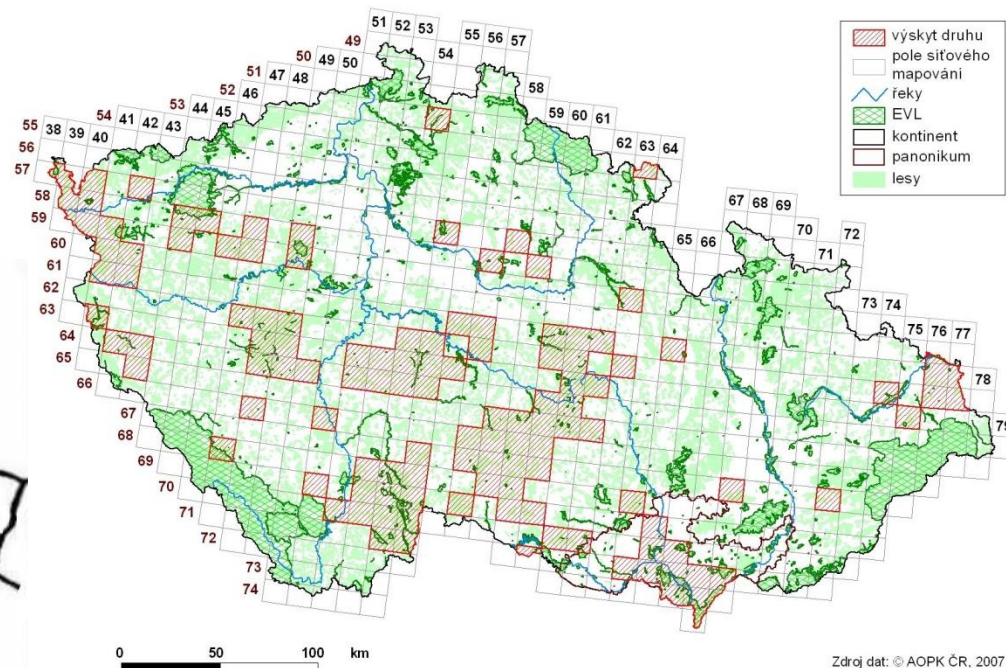 51 52 53
55 56 57
49
54
50
49 50
51
47 48
58
52
46
59 60 61
53
44 45
62 63 64
54
41 42 43
55
38 39 40
67 68 69
56
70
72
57
65 66
71
58
59
73 74
60
75 76 77
61
62
78
63
64
79
65
66
67
68
69
70
71
72
73
74
výskyt druhu
pole síťového
mapování
řeky
EVL
kontinent
panonikum
lesy
0 50 100 km
Zdroj dat: © AOPK ČR, 2007